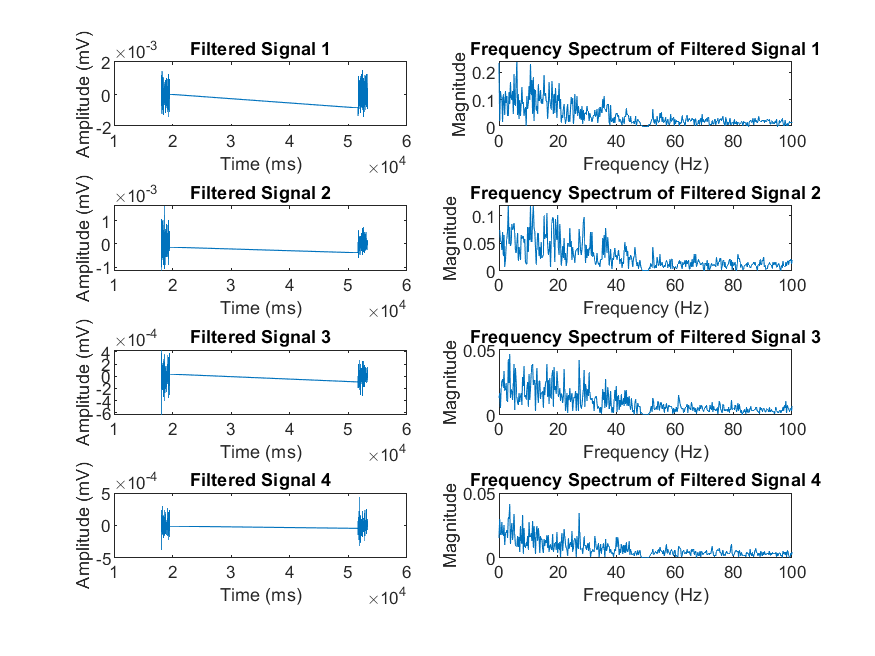 Filtered Signal 1
×10⁻³
Amplitude (mV)
2
0
-2
1 2 3 4 5 6
Time (ms)
×10⁴
Frequency Spectrum of Filtered Signal 1
Magnitude
0.2
0.1
0
0 20 40 60 80 100
Frequency (Hz)
Filtered Signal 2
×10⁻³
Amplitude (mV)
1
0
-1
1 2 3 4 5 6
Time (ms)
×10⁴
Frequency Spectrum of Filtered Signal 2
Magnitude
0.1
0.05
0
0 20 40 60 80 100
Frequency (Hz)
Filtered Signal 3
×10⁻⁴
Amplitude (mV)
4
2
0
-2
-4
-6
1 2 3 4 5 6
Time (ms)
×10⁴
Frequency Spectrum of Filtered Signal 3
Magnitude
0.05
0
0 20 40 60 80 100
Frequency (Hz)
Filtered Signal 4
×10⁻⁴
Amplitude (mV)
5
0
-5
1 2 3 4 5 6
Time (ms)
×10⁴
Frequency Spectrum of Filtered Signal 4
Magnitude
0.05
0
0 20 40 60 80 100
Frequency (Hz)